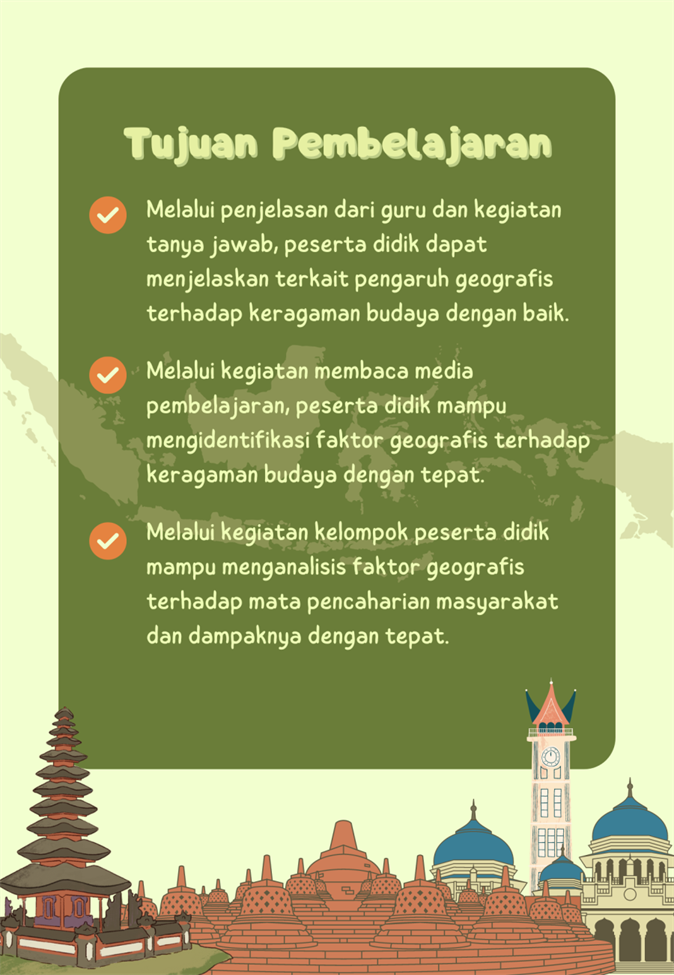 Tujuan Pembelajaran
Melalui penjelasan dari guru dan kegiatan
tanya jawab, peserta didik dapat
menjelaskan terkait pengaruh geografis
terhadap keragaman budaya dengan baik.
Melalui kegiatan membaca media
pembelajaran, peserta didik mampu
mengidentifikasi faktor geografis terhadap
keragaman budaya dengan tepat.
Melalui kegiatan kelompok peserta didik
mampu menganalisis faktor geografis
terhadap mata pencaharian masyarakat
dan dampaknya dengan tepat.